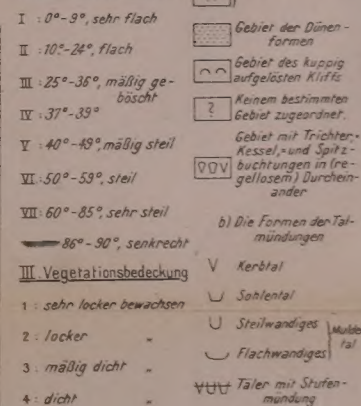 I : 0°-9°, sehr flach
II : 10°-24°, flach
III : 25°-36°, mäßig ge-
böscht
IV : 37°-39°
V : 40°-49°, mäßig steil
VI : 50°-59°, steil
VII : 60°-85°, sehr steil
86°-90°, senkrecht
III. Vegetationsbedeckung
1 : sehr locker bewachsen
2 : locker "
3 : mäßig dicht "
4 : dicht "
Gebiet der Dünen-
formen
Gebiet des kuppig
aufgelösten Kliffs
? Keinem bestimmten
Gebiet zugeordnet.
Gebiet mit Trichter-,
Kessel,- und Spitz-
buchtungen in (re-
gellosem) Durchein-
ander
b) Die Formen der Tal-
mündungen
Kerbtal
Sohlental
Steilwandiges
Flachwandiges
Mulden
tal
Täler mit Stufen-
mündung